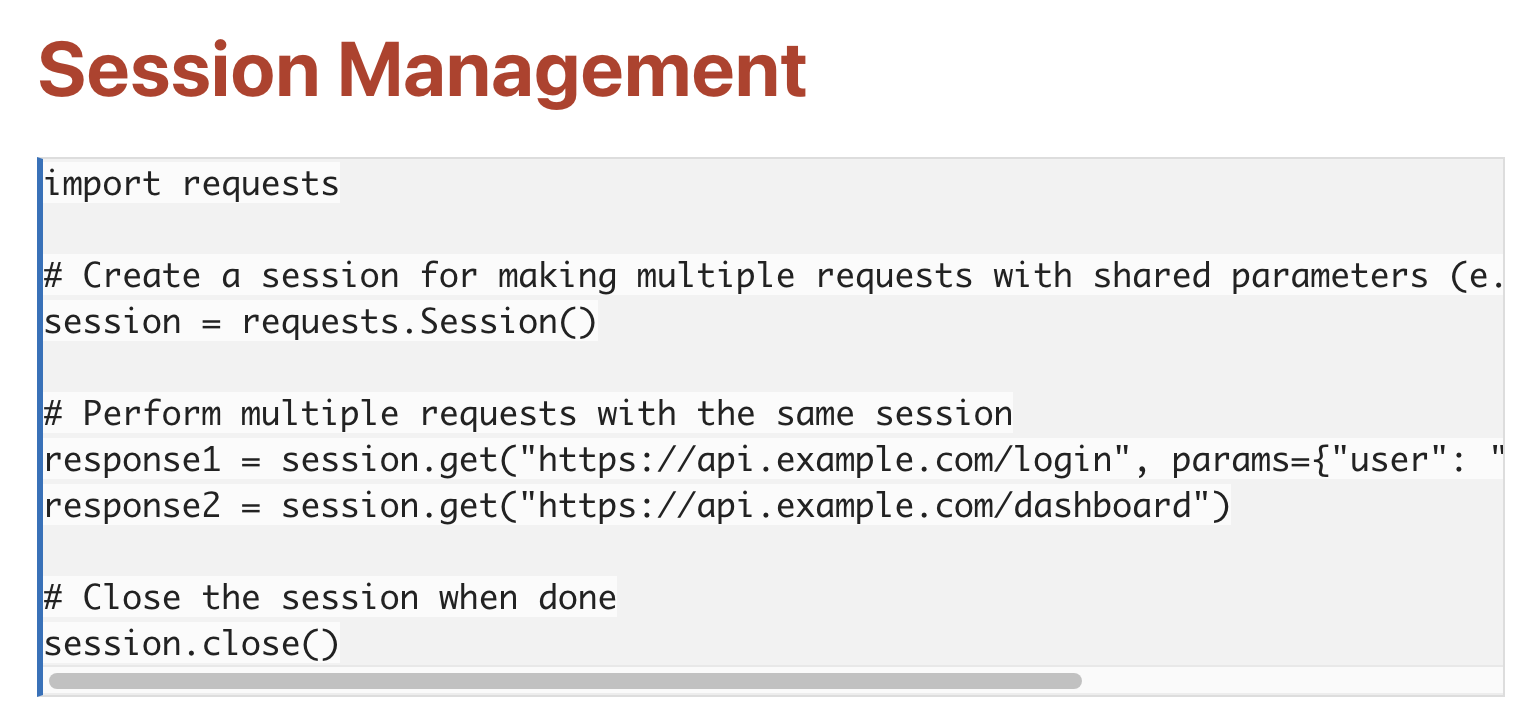 Session Management
import requests
# Create a session for making multiple requests with shared parameters (e.
session = requests.Session()
# Perform multiple requests with the same session
response1 = session.get("https://api.example.com/login", params={"user": "
response2 = session.get("https://api.example.com/dashboard")
# Close the session when done
session.close()